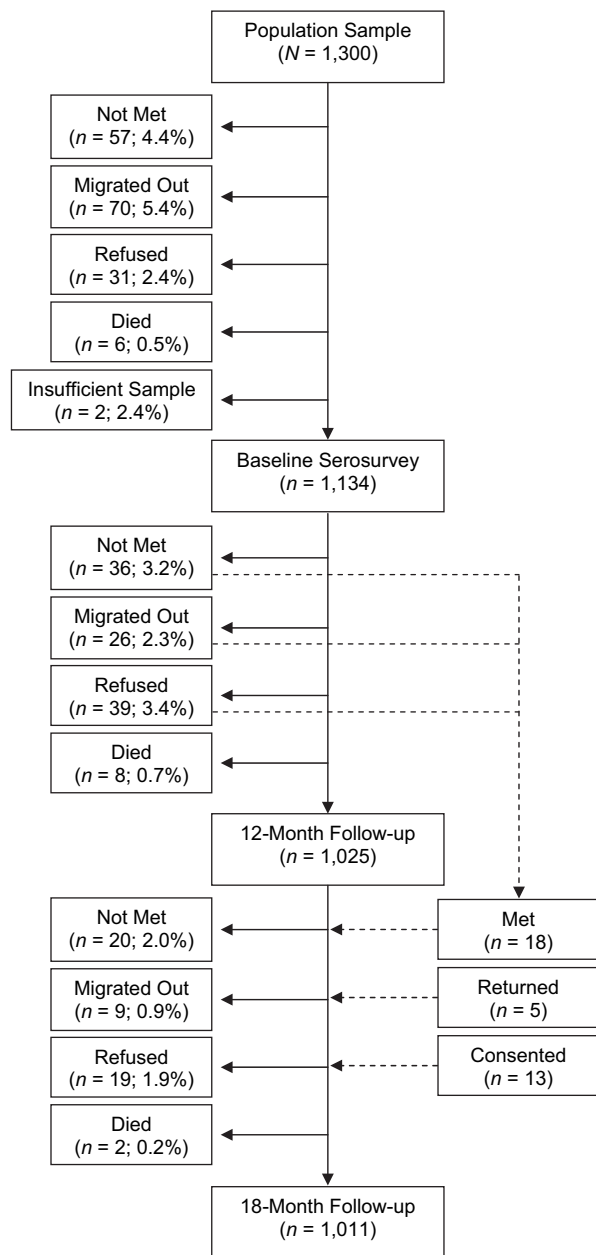 Population Sample
(N = 1,300)
Not Met
(n = 57; 4.4%)
Migrated Out
(n = 70; 5.4%)
Refused
(n = 31; 2.4%)
Died
(n = 6; 0.5%)
Insufficient Sample
(n = 2; 2.4%)
Baseline Serosurvey
(n = 1,134)
Not Met
(n = 36; 3.2%)
Migrated Out
(n = 26; 2.3%)
Refused
(n = 39; 3.4%)
Died
(n = 8; 0.7%)
12-Month Follow-up
(n = 1,025)
Not Met
(n = 20; 2.0%)
Met
(n = 18)
Migrated Out
(n = 9; 0.9%)
Returned
(n = 5)
Refused
(n = 19; 1.9%)
Consented
(n = 13)
Died
(n = 2; 0.2%)
18-Month Follow-up
(n = 1,011)